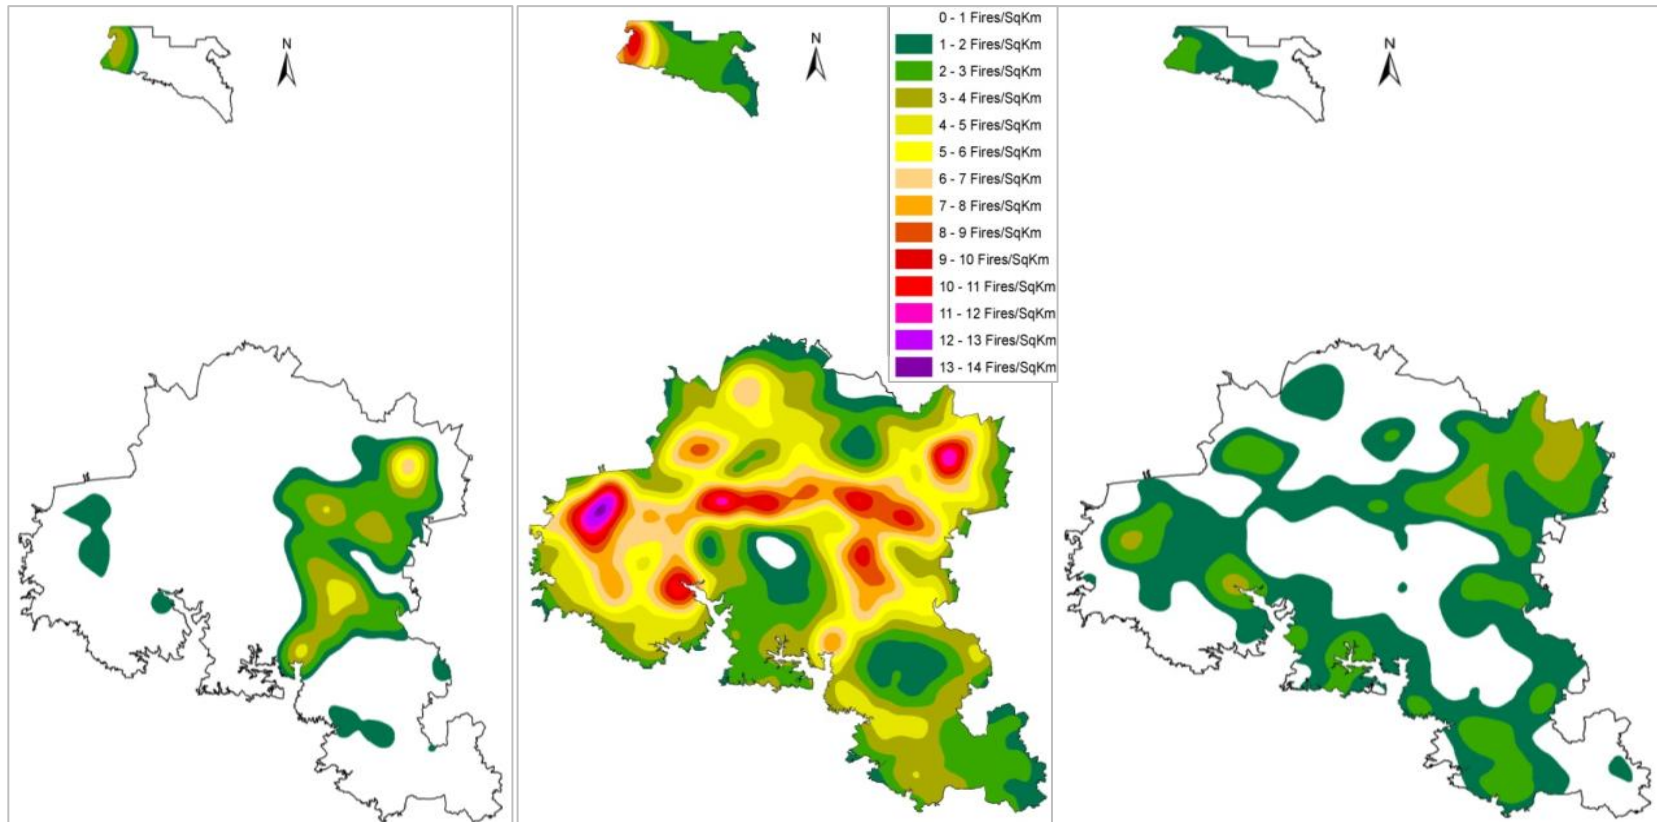 N
N
N
0 - 1 Fires/SqKm
1 - 2 Fires/SqKm
2 - 3 Fires/SqKm
3 - 4 Fires/SqKm
4 - 5 Fires/SqKm
5 - 6 Fires/SqKm
6 - 7 Fires/SqKm
7 - 8 Fires/SqKm
8 - 9 Fires/SqKm
9 - 10 Fires/SqKm
10 - 11 Fires/SqKm
11 - 12 Fires/SqKm
12 - 13 Fires/SqKm
13 - 14 Fires/SqKm